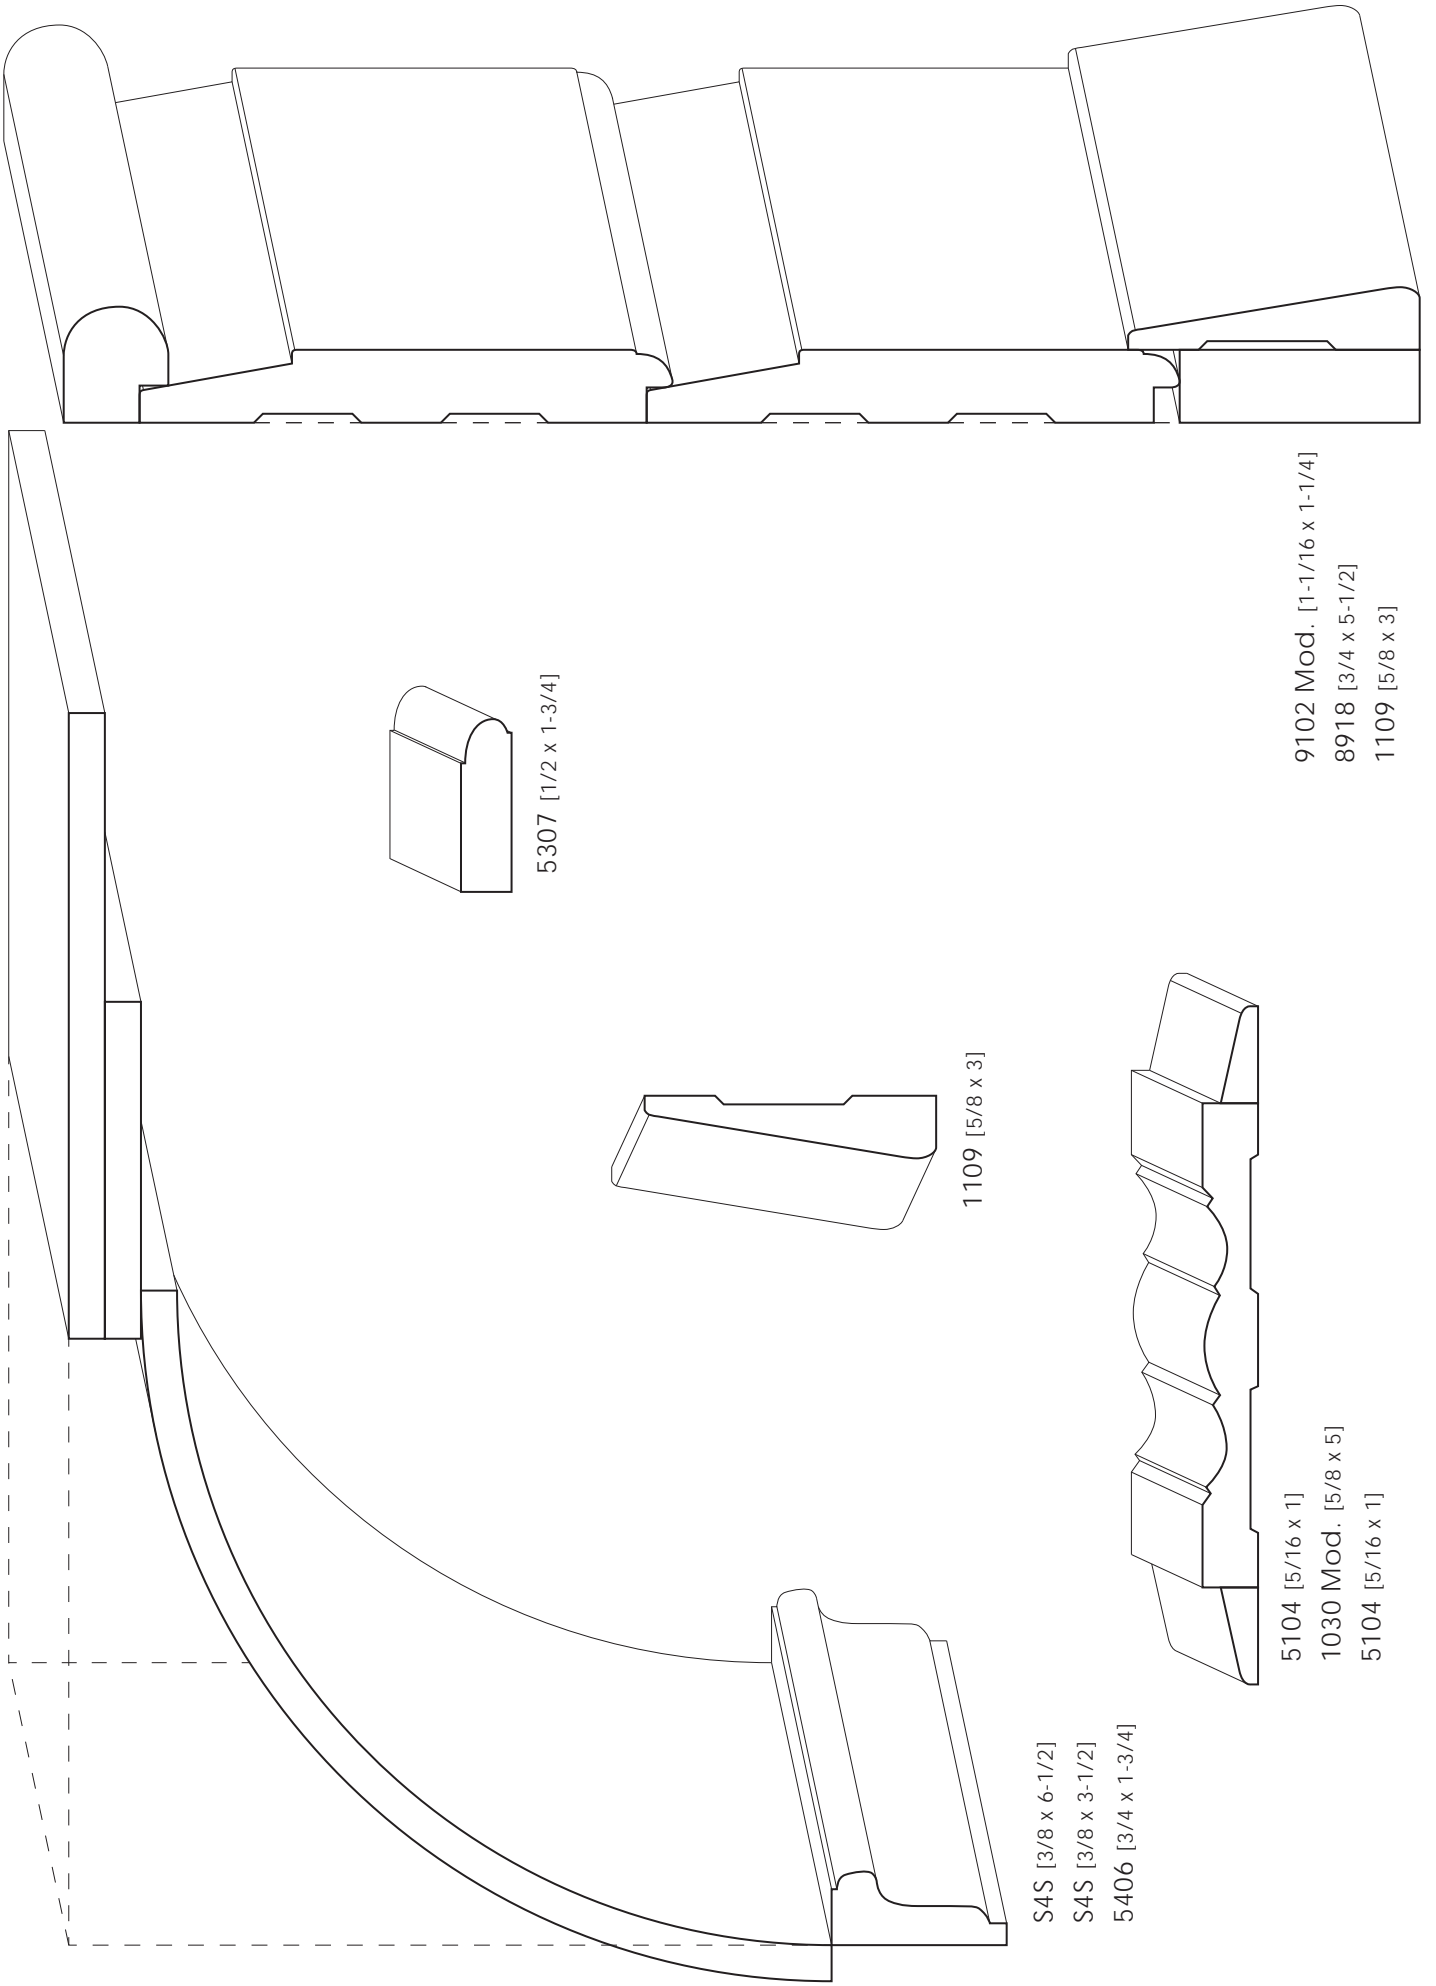 S4S [3/8 x 6-1/2]
S4S [3/8 x 3-1/2]
5406 [3/4 x 1-3/4]
1109 [5/8 x 3]
5307 [1/2 x 1-3/4]
5104 [5/16 x 1]
1030 Mod. [5/8 x 5]
5104 [5/16 x 1]
9102 Mod. [1-1/16 x 1-1/4]
8918 [3/4 x 5-1/2]
1109 [5/8 x 3]